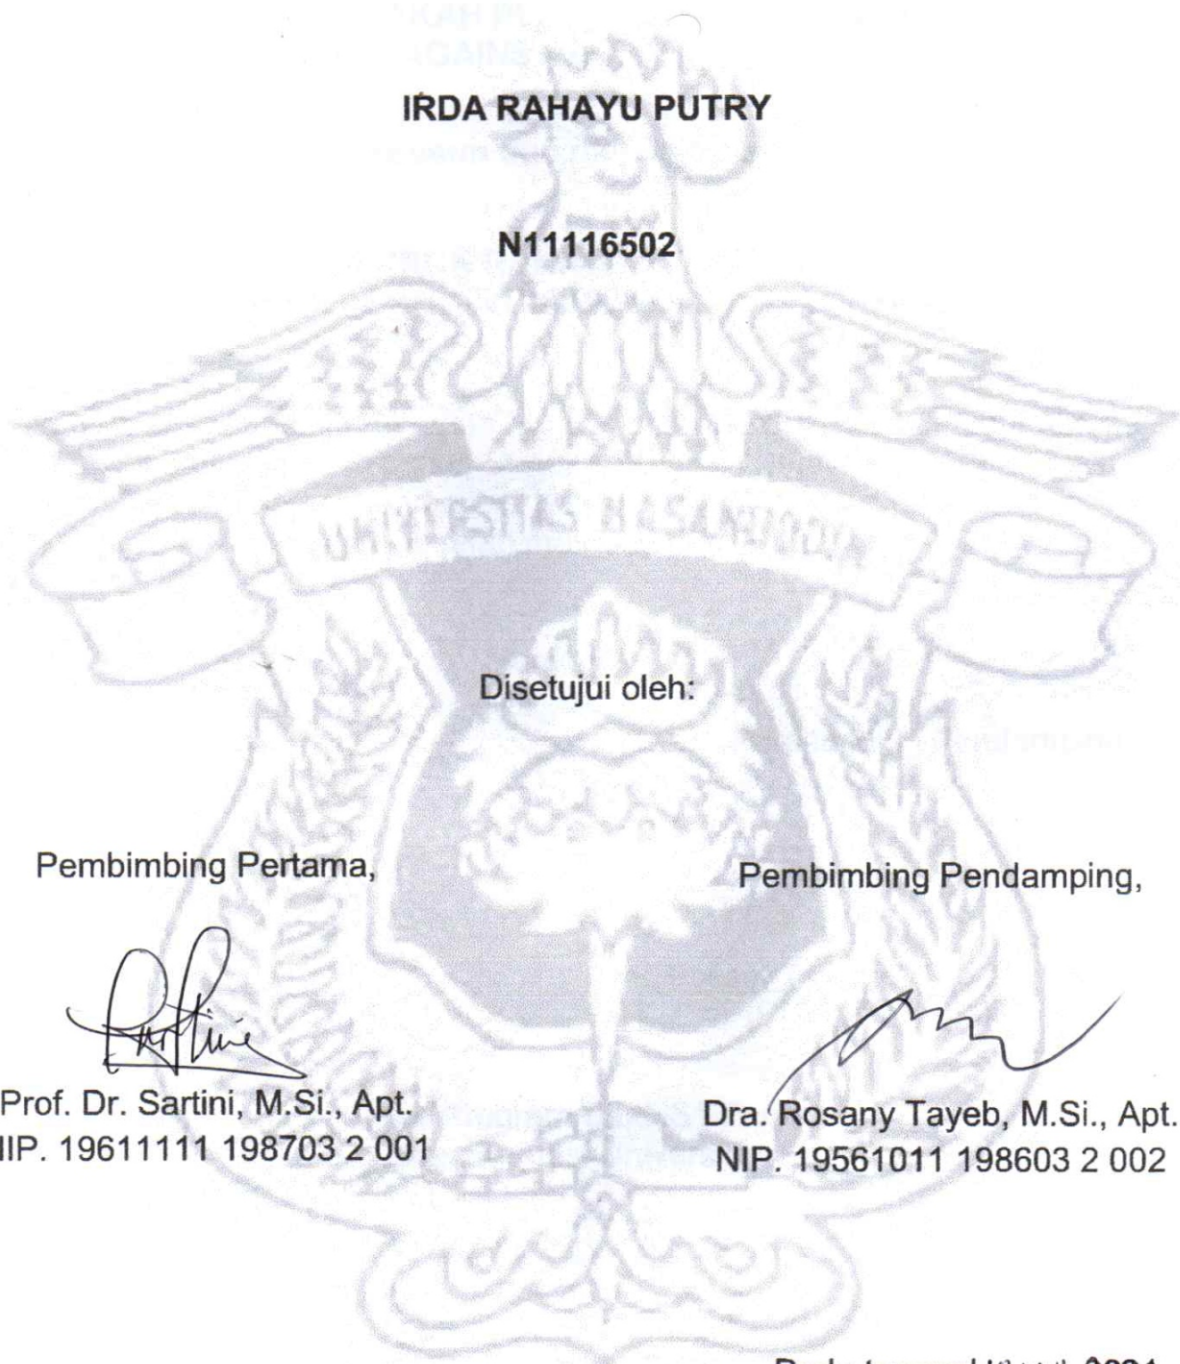 IRDA RAHAYU PUTRY
N11116502
UNIVERSITAS HASANUDDIN
Disetujui oleh:
Pembimbing Pertama,
Pembimbing Pendamping,
Prof. Dr. Sartini, M.Si., Apt.
Dra. Rosany Tayeb, M.Si., Apt.
NIP. 19611111 198703 2 001
NIP. 19561011 198603 2 002